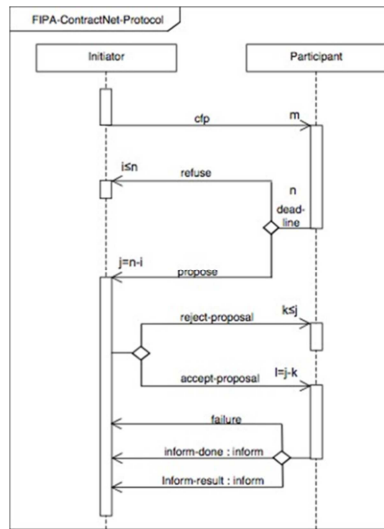 FIPA-ContractNet-Protocol
Initiator
Participant
cfp
m
i≤n
refuse
n
dead-
line
j=n-i
propose
reject-proposal
k≤j
accept-proposal
l=j-k
failure
inform-done : inform
Inform-result : inform